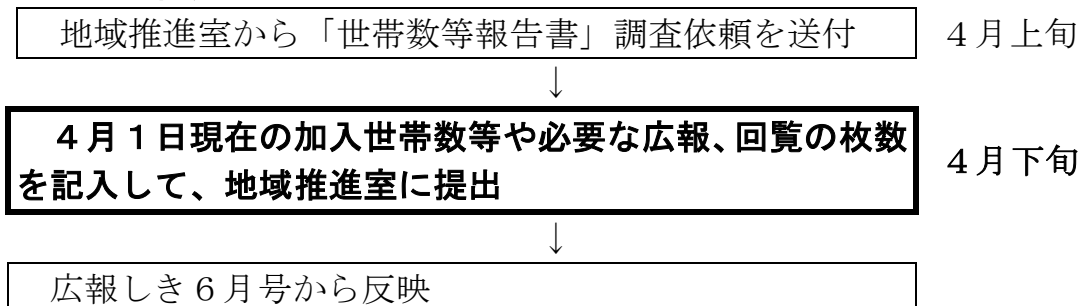 地域推進室から「世帯数等報告書」調査依頼を送付
４月上旬
↓
４月１日現在の加入世帯数等や必要な広報、回覧の枚数
を記入して、地域推進室に提出
４月下旬
↓
広報しき６月号から反映